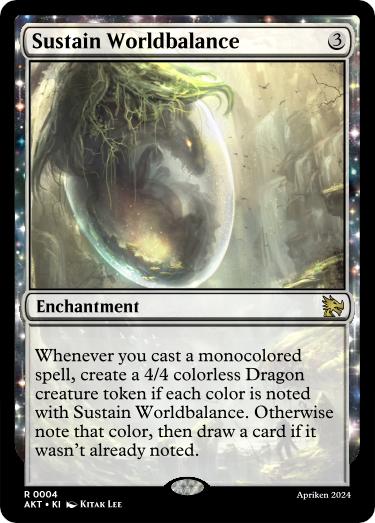 Sustain Worldbalance 3
Enchantment
Whenever you cast a monocolored
spell, create a 4/4 colorless Dragon
creature token if each color is noted
with Sustain Worldbalance. Otherwise
note that color, then draw a card if it
wasn't already noted.
R 0004
AKT • KI Kitak Lee
Apriken 2024